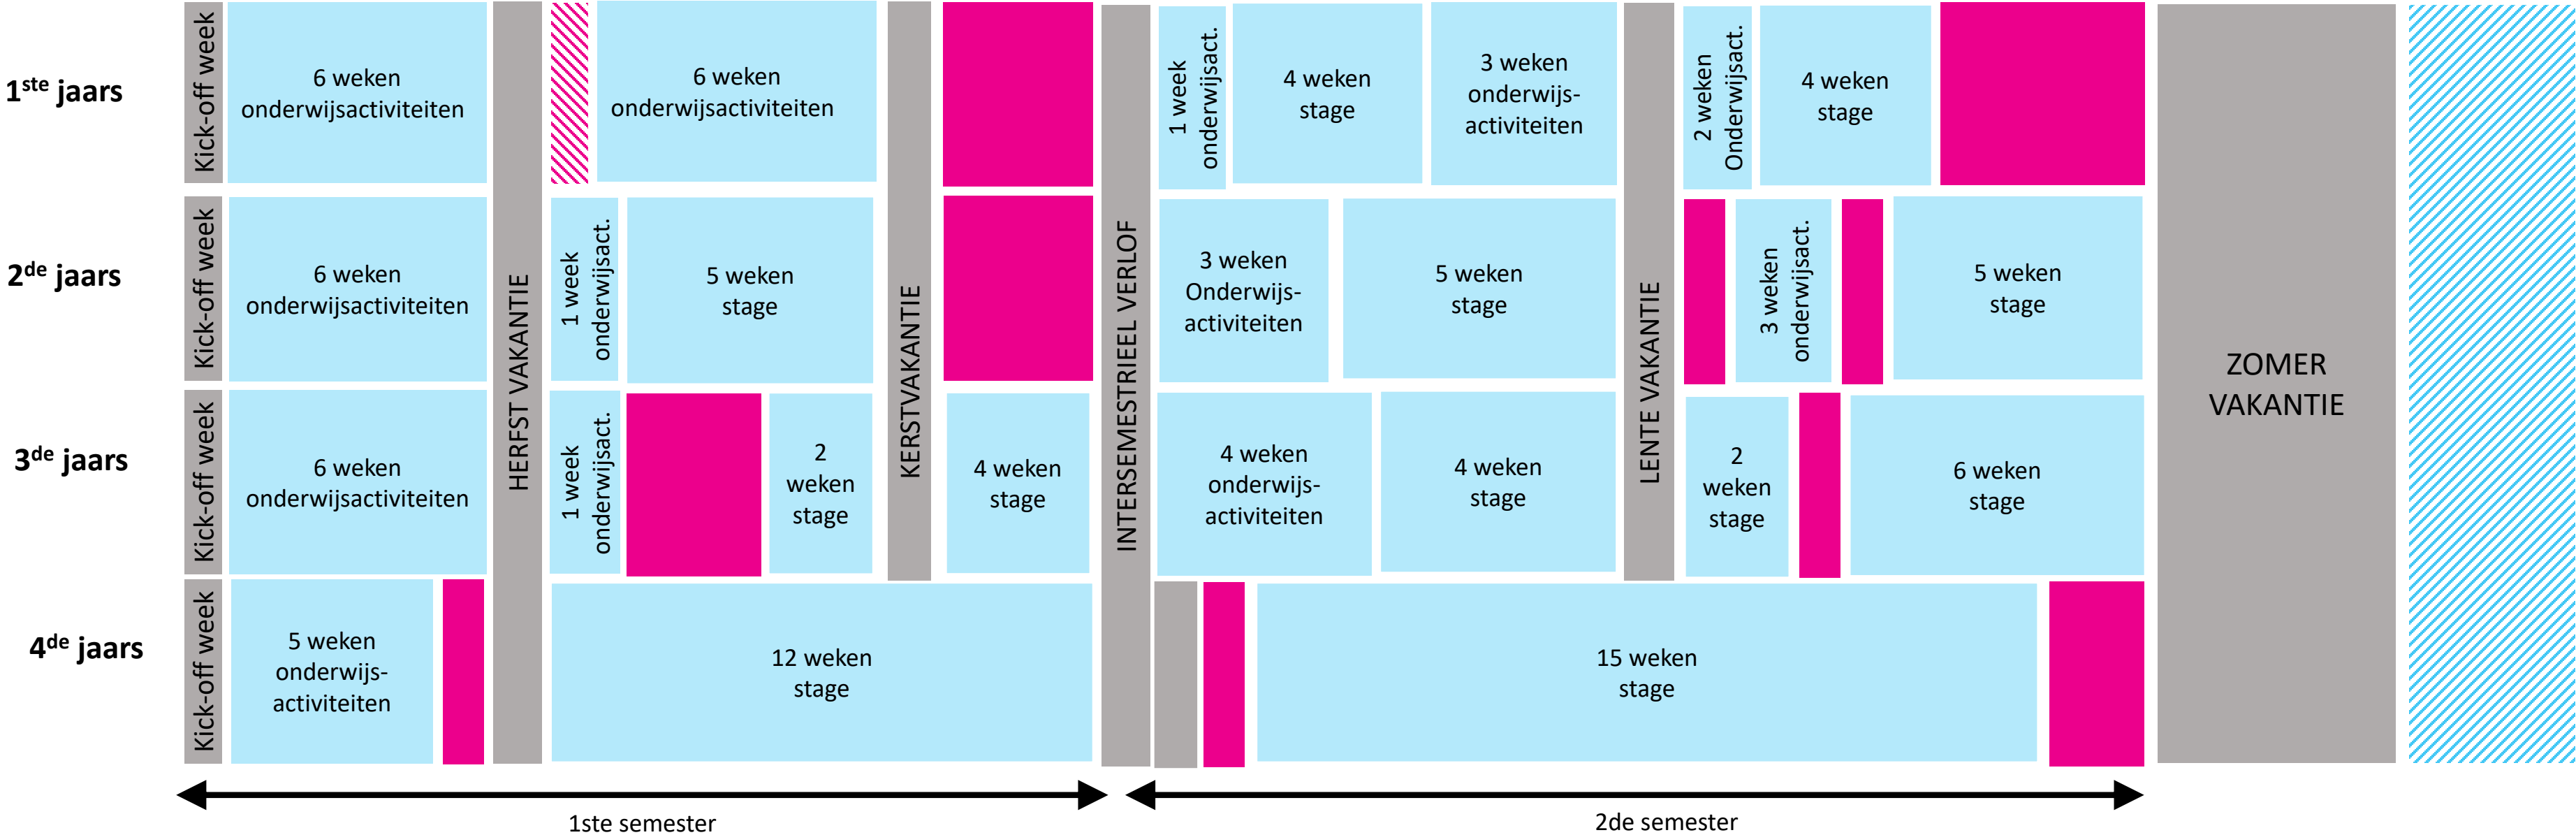 1ste jaars
Kick-off week
6 weken
onderwijsactiviteiten
6 weken
onderwijsactiviteiten
1 week
onderwijsact.
4 weken
stage
3 weken
onderwijs-
activiteiten
2 weken
Onderwijsact.
4 weken
stage
2de jaars
Kick-off week
6 weken
onderwijsactiviteiten
1 week
onderwijsact.
5 weken
stage
3 weken
Onderwijs-
activiteiten
5 weken
stage
3 weken
onderwijsact.
5 weken
stage
HERFST VAKANTIE
KERSTVAKANTIE
INTERSEMESTRIEEL VERLOF
LENTE VAKANTIE
ZOMER
VAKANTIE
3de jaars
Kick-off week
6 weken
onderwijsactiviteiten
1 week
onderwijsact.
2
weken
stage
4 weken
stage
4 weken
onderwijs-
activiteiten
4 weken
stage
2
weken
stage
6 weken
stage
4de jaars
Kick-off week
5 weken
onderwijs-
activiteiten
12 weken
stage
15 weken
stage
1ste semester
2de semester